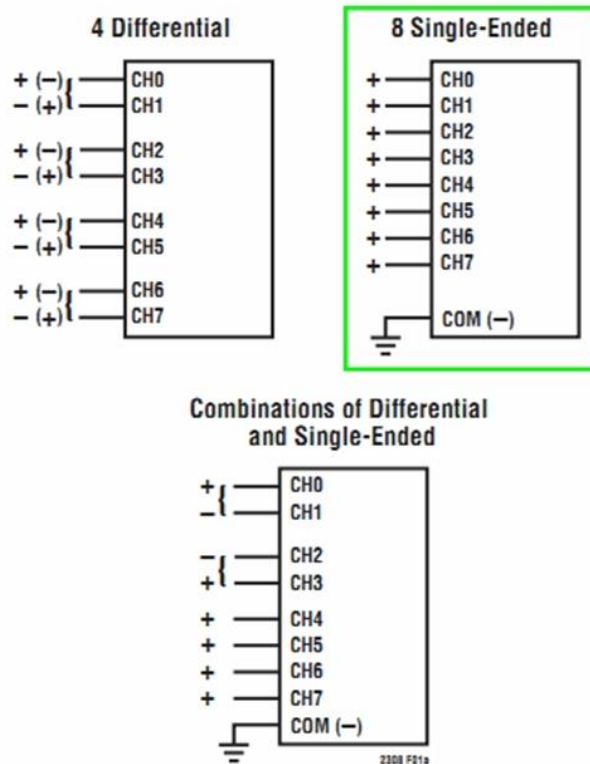 4 Differential
+ (−) { CH0
− (+) CH1
+ (−) { CH2
− (+) CH3
+ (−) { CH4
− (+) CH5
+ (−) { CH6
− (+) CH7
8 Single-Ended
+ CH0
+ CH1
+ CH2
+ CH3
+ CH4
+ CH5
+ CH6
+ CH7
COM (−)
Combinations of Differential
and Single-Ended
+ { CH0
− CH1
− { CH2
+ CH3
+ CH4
+ CH5
+ CH6
+ CH7
COM (−)
2308 F01a